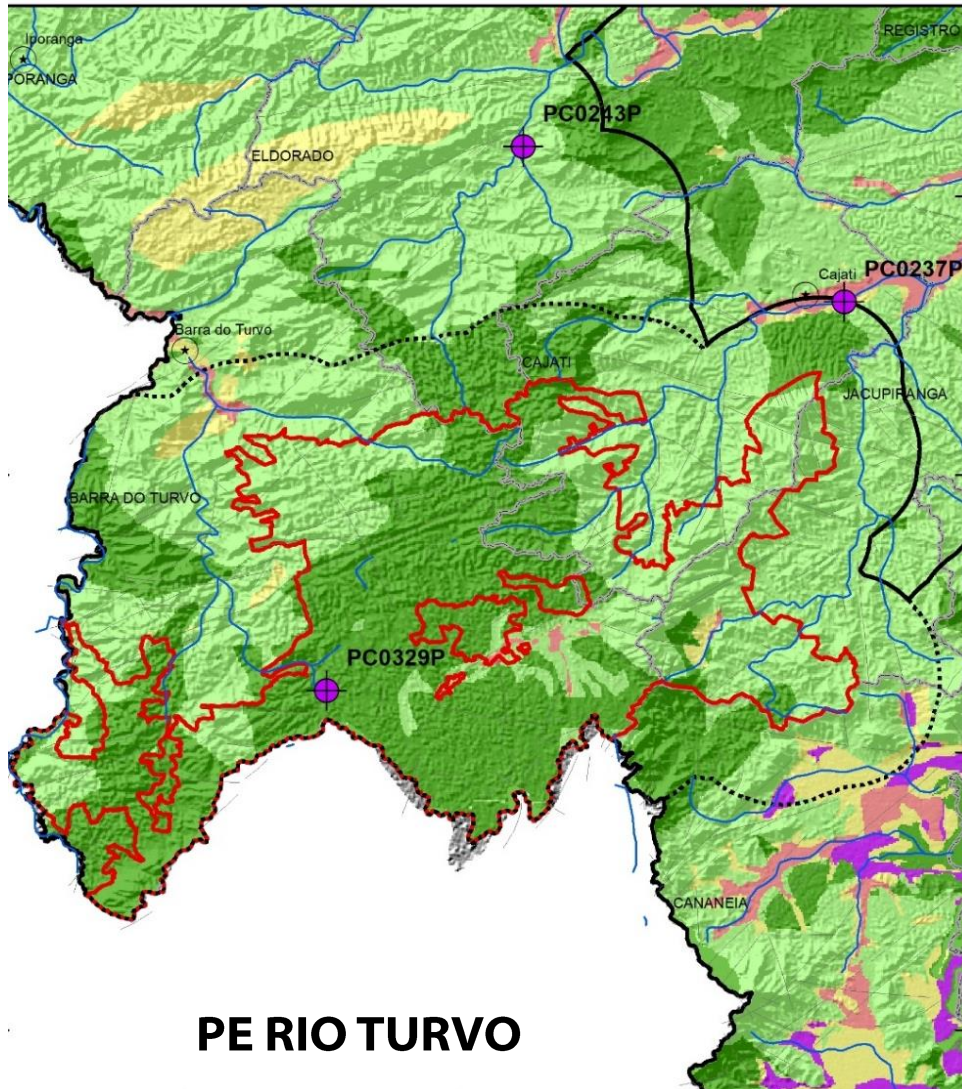 Iporanga
REGISTRO
PORANGA
PC0243P
ELDORADO
Cajati
PC0237P
Barra do Turvo
CAJATI
JACUPIRANGA
BARRA DO TURVO
PC0329P
CANANEIA
PE RIO TURVO